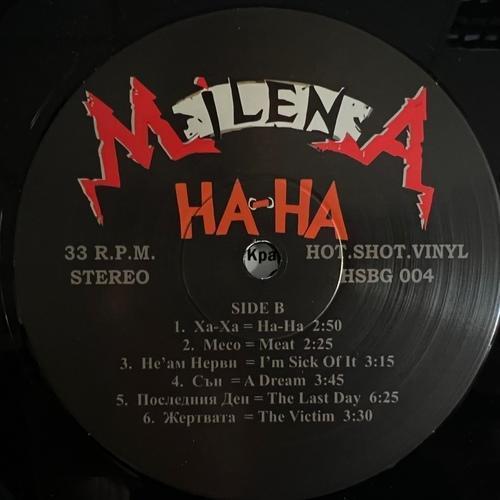 MILENA
HA-HA
33 R.P.M.
STEREO
Кра
HOT.SHOT.VINYL
HSBG 004
SIDE B
1. Ха-Ха = Ha-Ha 2:50
2. Месо = Meat 2:25
3. Не'ам Нерви = I'm Sick Of It 3:15
4. Сън = A Dream 3:45
5. Последния Ден = The Last Day 6:25
6. Жертвата = The Victim 3:30